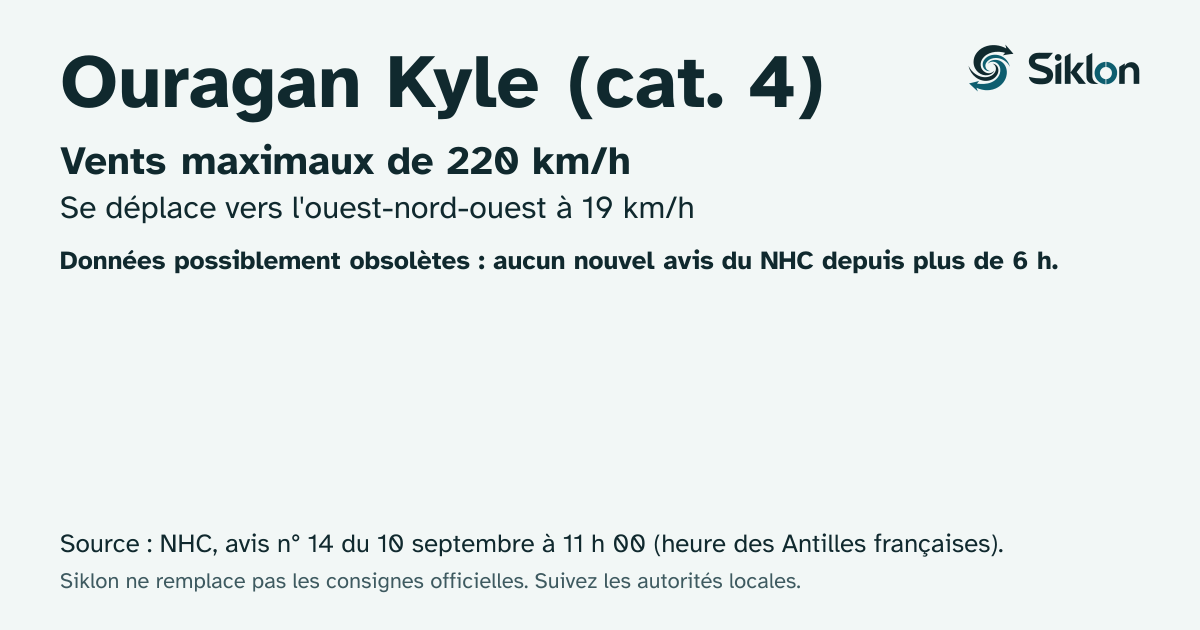 Ouragan Kyle (cat. 4)
Siklon
Vents maximaux de 220 km/h
Se déplace vers l'ouest-nord-ouest à 19 km/h
Données possiblement obsolètes : aucun nouvel avis du NHC depuis plus de 6 h.
Source : NHC, avis n° 14 du 10 septembre à 11 h 00 (heure des Antilles françaises).
Siklon ne remplace pas les consignes officielles. Suivez les autorités locales.